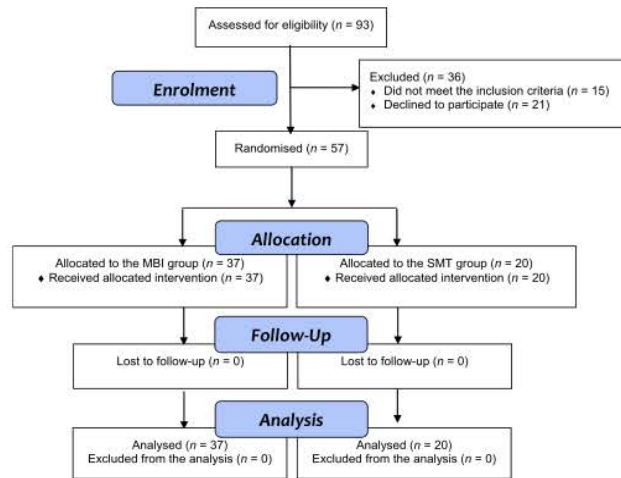 Assessed for eligibility (n = 93)
Enrolment
Excluded (n = 36)
♦ Did not meet the inclusion criteria (n = 15)
♦ Declined to participate (n = 21)
Randomised (n = 57)
Allocation
Allocated to the MBI group (n = 37)
♦ Received allocated intervention (n = 37)
Allocated to the SMT group (n = 20)
♦ Received allocated intervention (n = 20)
Follow-Up
Lost to follow-up (n = 0)
Lost to follow-up (n = 0)
Analysis
Analysed (n = 37)
Excluded from the analysis (n = 0)
Analysed (n = 20)
Excluded from the analysis (n = 0)